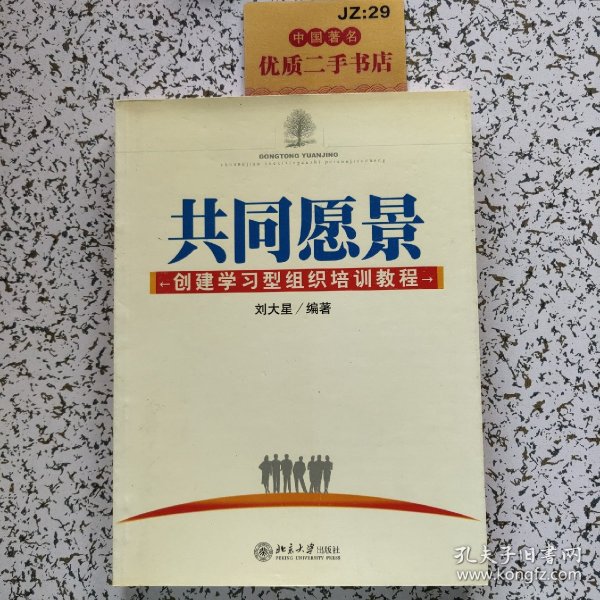 JZ:29
中国著名
优质二手书店
GONGTONG YUANJING
共同愿景
←创建学习型组织培训教程→
刘大星/编著
北京大学出版社
PEKING UNIVERSITY PRESS
孔夫子旧书网
www.kongfz.com